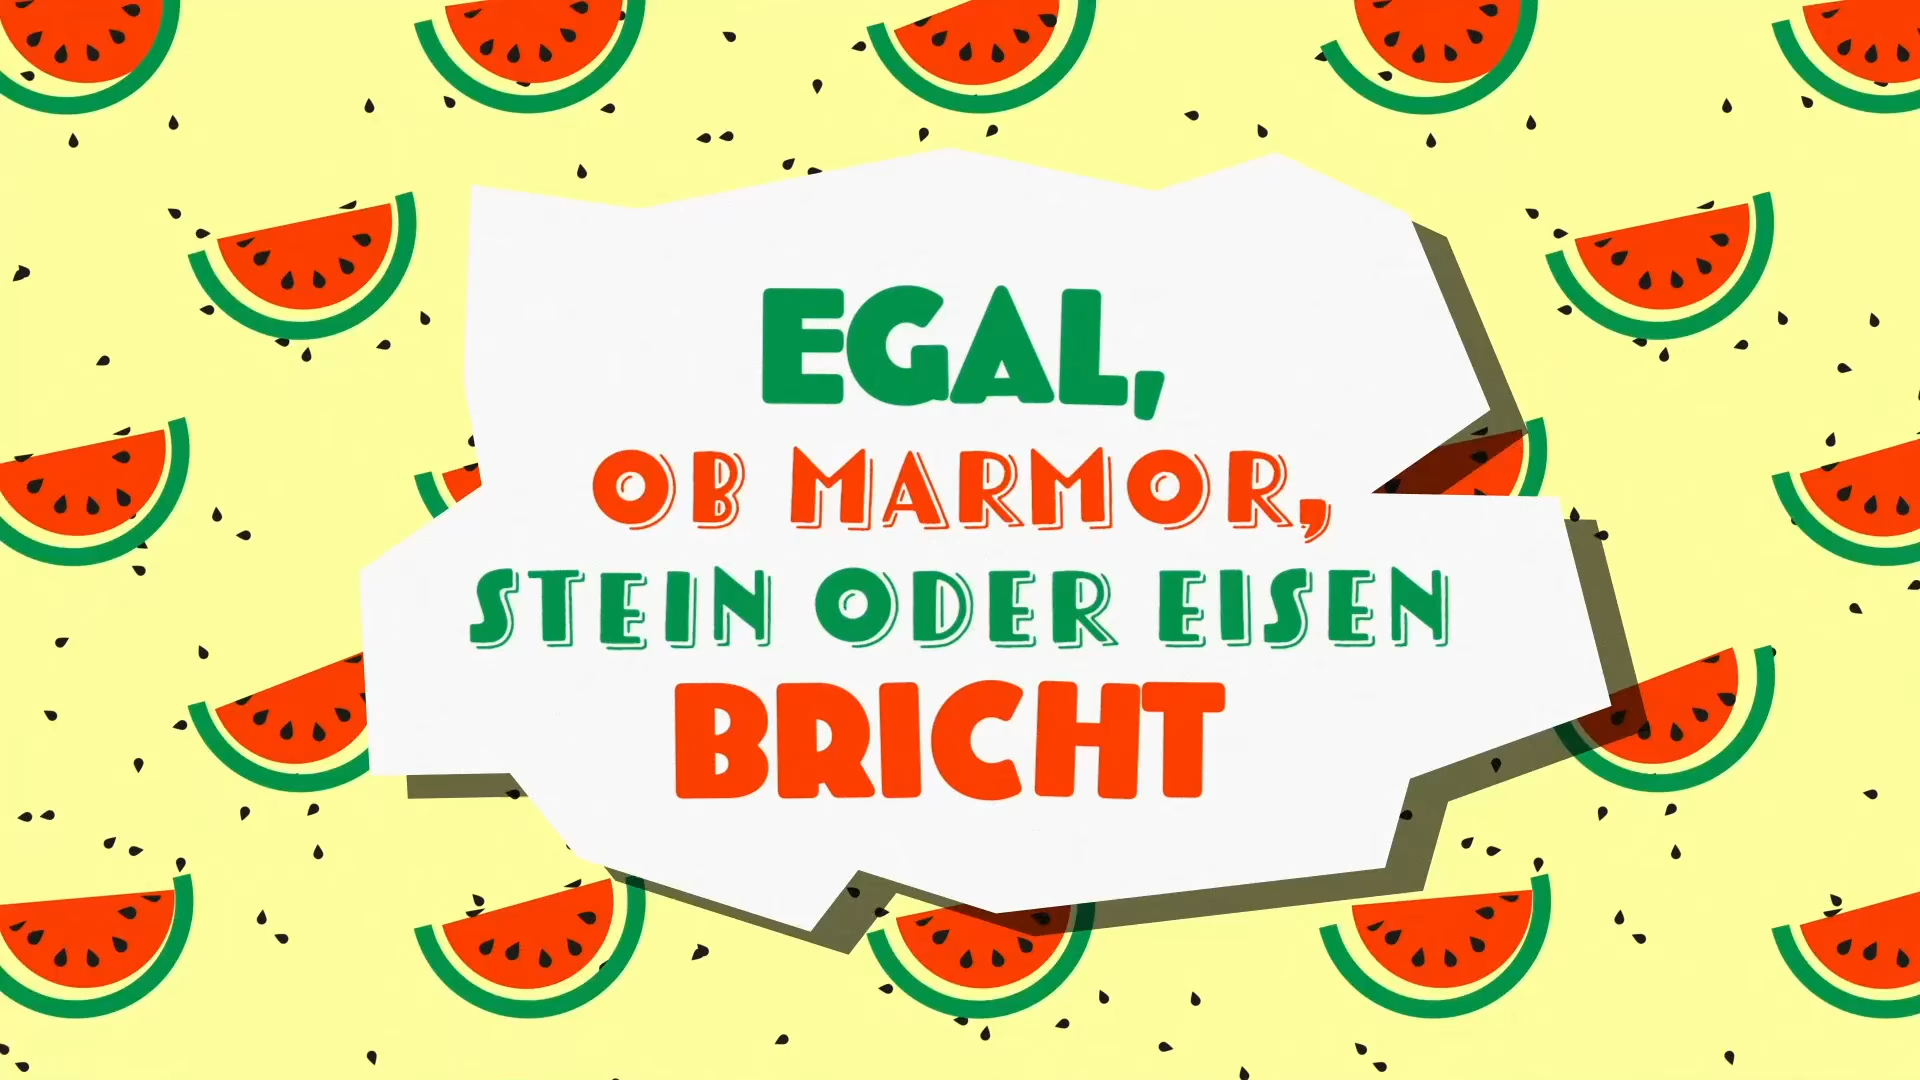 EGAL,
OB MARMOR,
STEIN ODER EISEN
BRICHT